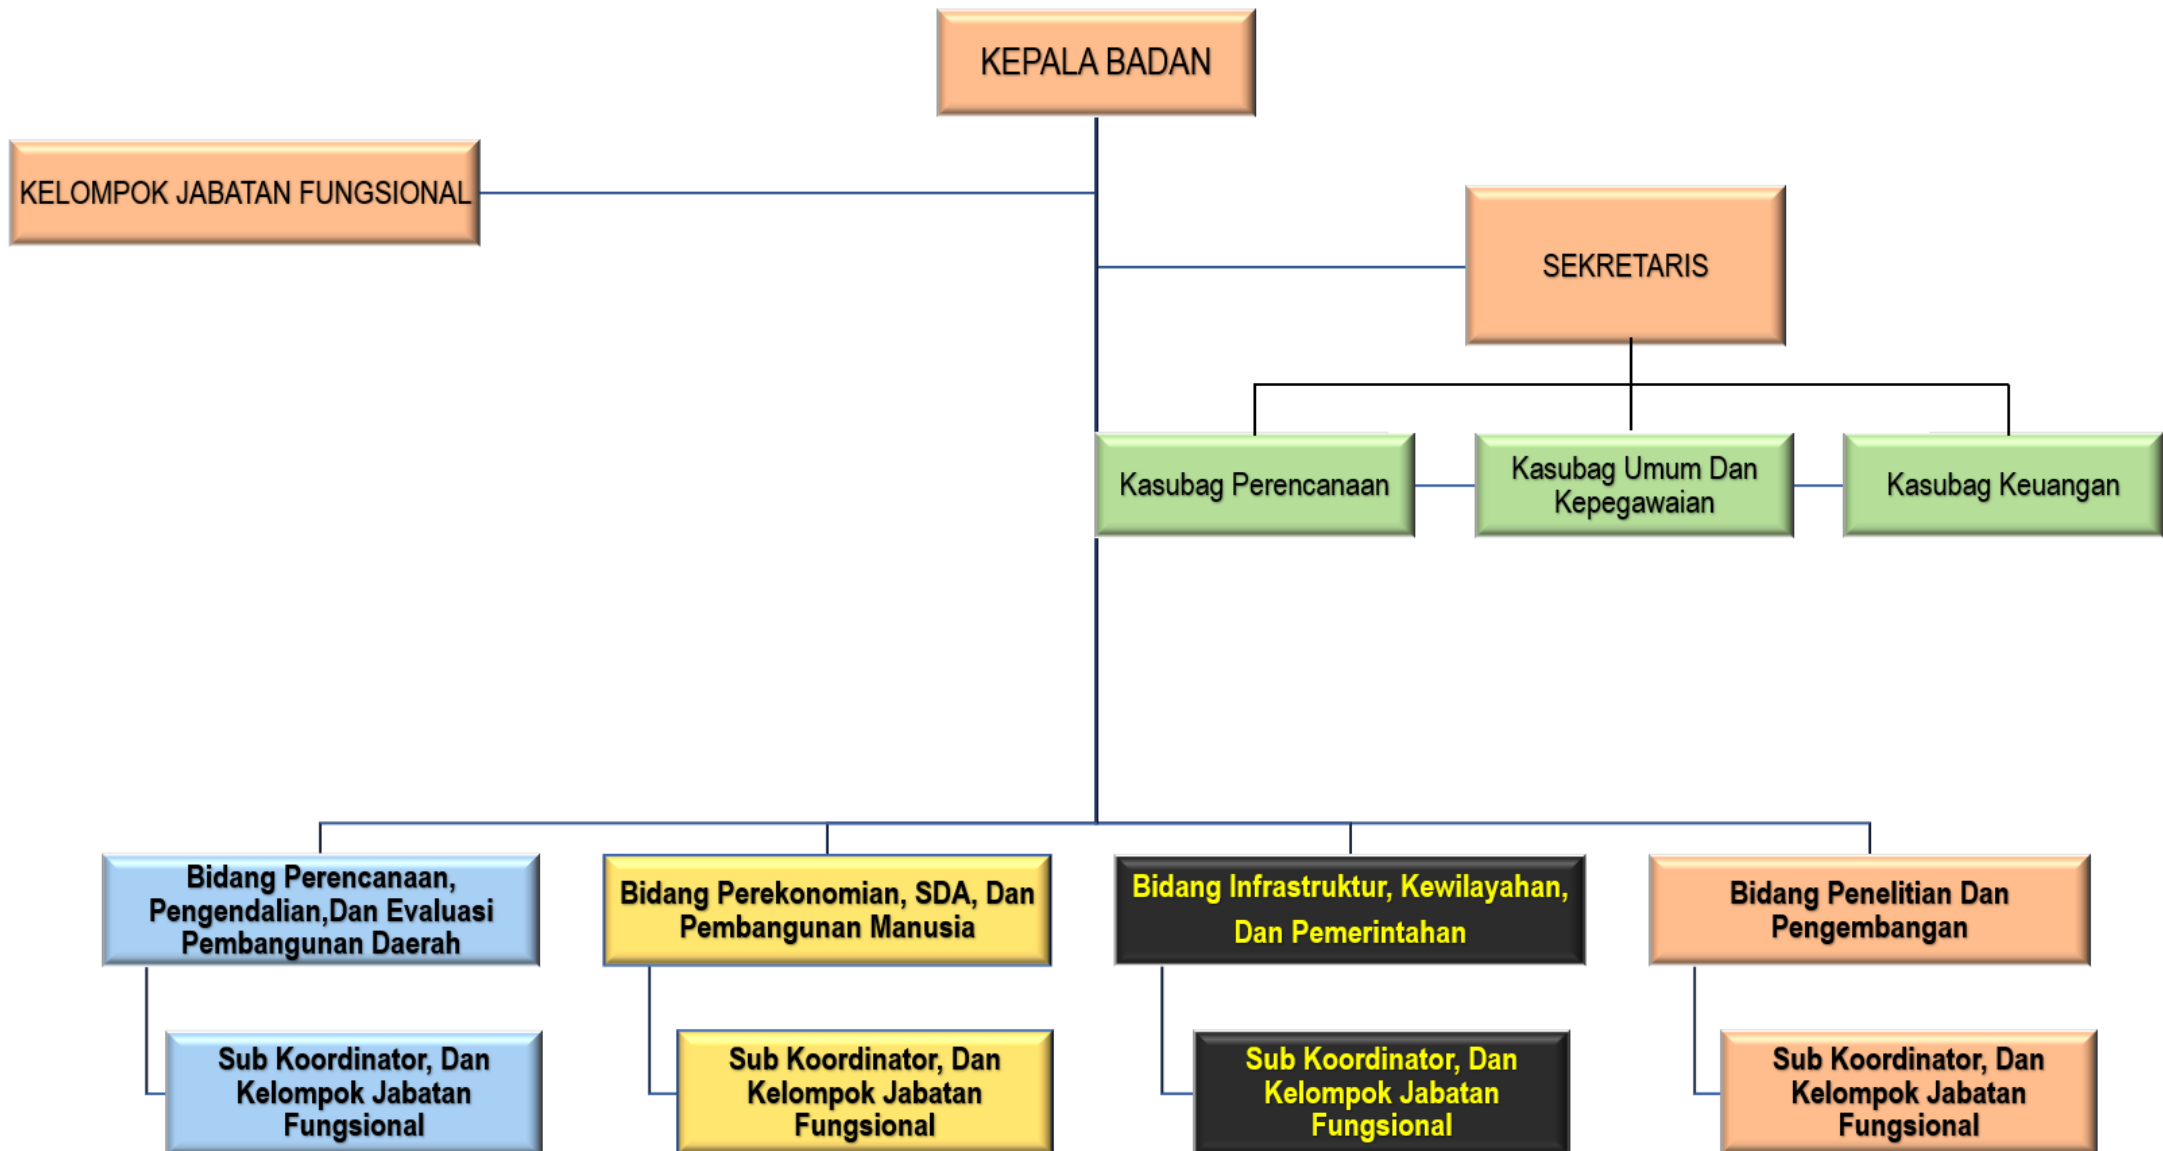 KEPALA BADAN
KELOMPOK JABATAN FUNGSIONAL
SEKRETARIS
Kasubag Perencanaan
Kasubag Umum Dan
Kepegawaian
Kasubag Keuangan
Bidang Perencanaan,
Pengendalian,Dan Evaluasi
Pembangunan Daerah
Bidang Perekonomian, SDA, Dan
Pembangunan Manusia
Bidang Infrastruktur, Kewilayahan,
Dan Pemerintahan
Bidang Penelitian Dan
Pengembangan
Sub Koordinator, Dan
Kelompok Jabatan
Fungsional
Sub Koordinator, Dan
Kelompok Jabatan
Fungsional
Sub Koordinator, Dan
Kelompok Jabatan
Fungsional
Sub Koordinator, Dan
Kelompok Jabatan
Fungsional